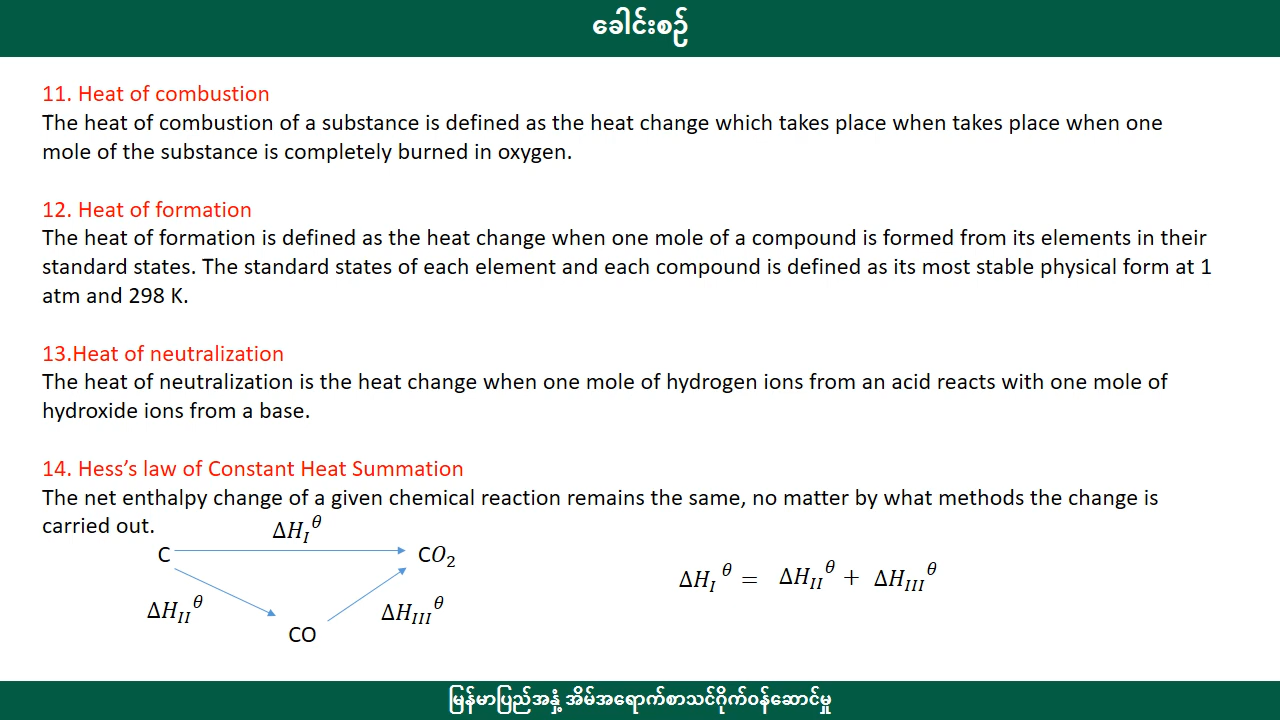 ခေါင်းစဉ်
11. Heat of combustion
The heat of combustion of a substance is defined as the heat change which takes place when takes place when one
mole of the substance is completely burned in oxygen.
12. Heat of formation
The heat of formation is defined as the heat change when one mole of a compound is formed from its elements in their
standard states. The standard states of each element and each compound is defined as its most stable physical form at 1
atm and 298 K.
13.Heat of neutralization
The heat of neutralization is the heat change when one mole of hydrogen ions from an acid reacts with one mole of
hydroxide ions from a base.
14. Hess’s law of Constant Heat Summation
The net enthalpy change of a given chemical reaction remains the same, no matter by what methods the change is
carried out.
ΔH_I^θ
C
CO₂
ΔH_II^θ
ΔH_III^θ
CO
ΔH_I^θ = ΔH_II^θ + ΔH_III^θ
မြန်မာပြည်အနှံ့ အိမ်အရောက်စာသင်ဂိုက်ဝန်ဆောင်မှု